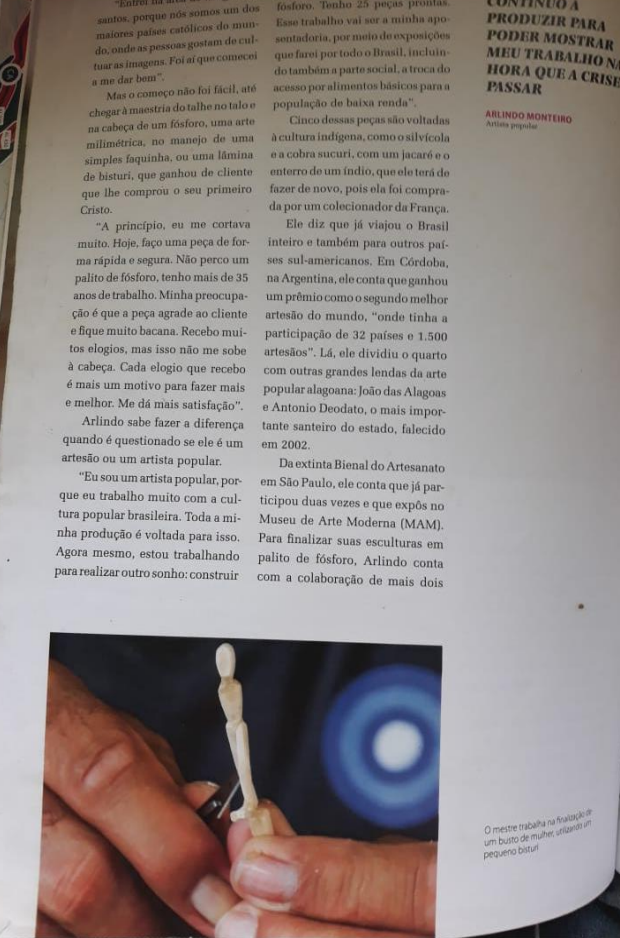 "Entrei na
santos, porque nós somos um dos
maiores países católicos do mun-
do, onde as pessoas gostam de cul-
tuar as imagens. Foi aí que comecei
a me dar bem".
Mas o começo não foi fácil, até
chegar à maestria do talhe no talo e
na cabeça de um fósforo, uma arte
milimétrica, no manejo de uma
simples faquinha, ou uma lâmina
de bisturi, que ganhou de cliente
que lhe comprou o seu primeiro
Cristo.
"A princípio, eu me cortava
muito. Hoje, faço uma peça de for-
ma rápida e segura. Não perco um
palito de fósforo, tenho mais de 35
anos de trabalho. Minha preocupa-
ção é que a peça agrade ao cliente
e fique muito bacana. Recebo mui-
tos elogios, mas isso não me sobe
à cabeça. Cada elogio que recebo
é mais um motivo para fazer mais
e melhor. Me dá mais satisfação".
Arlindo sabe fazer a diferença
quando é questionado se ele é um
artesão ou um artista popular.
"Eu sou um artista popular, por-
que eu trabalho muito com a cul-
tura popular brasileira. Toda a mi-
nha produção é voltada para isso.
Agora mesmo, estou trabalhando
para realizar outro sonho: construir
fósforo. Tenho 25 peças prontas.
Esse trabalho vai ser a minha apo-
sentadoria, por meio de exposições
que farei por todo o Brasil, incluin-
do também a parte social, a troca do
acesso por alimentos básicos para a
população de baixa renda".
Cinco dessas peças são voltadas
à cultura indígena, como o silvícola
e a cobra sucuri, com um jacaré e o
enterro de um índio, que ele terá de
fazer de novo, pois ela foi compra-
da por um colecionador da França.
Ele diz que já viajou o Brasil
inteiro e também para outros paí-
ses sul-americanos. Em Córdoba,
na Argentina, ele conta que ganhou
um prêmio como o segundo melhor
artesão do mundo, "onde tinha a
participação de 32 países e 1.500
artesãos". Lá, ele dividiu o quarto
com outras grandes lendas da arte
popular alagoana: João das Alagoas
e Antonio Deodato, o mais impor-
tante santeiro do estado, falecido
em 2002.
Da extinta Bienal do Artesanato
em São Paulo, ele conta que já par-
ticipou duas vezes e que expôs no
Museu de Arte Moderna (MAM).
Para finalizar suas esculturas em
palito de fósforo, Arlindo conta
com a colaboração de mais dois
CONTINUO A
PRODUZIR PARA
PODER MOSTRAR
MEU TRABALHO NA
HORA QUE A CRISE
PASSAR
ARLINDO MONTEIRO
Artista popular
O mestre trabalha na finalização de
um busto de mulher, utilizando um
pequeno bisturi